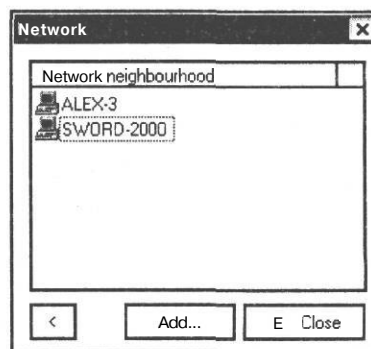 Network
Network neighbourhood
ALEX-3
SWORD-2000
< Add... E Close